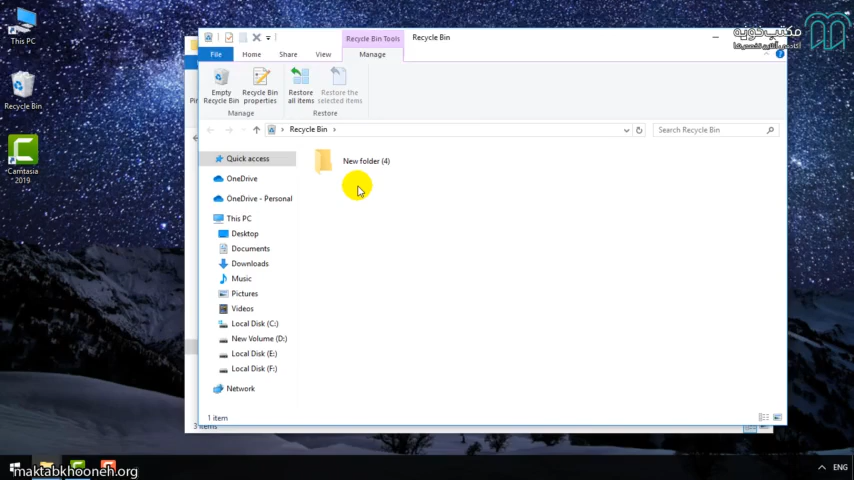 This PC
Recycle Bin
Camtasia
2019
Recycle Bin Tools
Recycle Bin
File
Home
Share
View
Manage
Empty
Recycle Bin
Recycle Bin
properties
Restore
all items
Restore the
selected items
Manage
Restore
Recycle Bin
Search Recycle Bin
Quick access
OneDrive
OneDrive - Personal
This PC
Desktop
Documents
Downloads
Music
Pictures
Videos
Local Disk (C:)
New Volume (D:)
Local Disk (E:)
Local Disk (F:)
Network
New folder (4)
1 item
3 items
مکتب‌خونه
maktabkhooneh.org
ENG